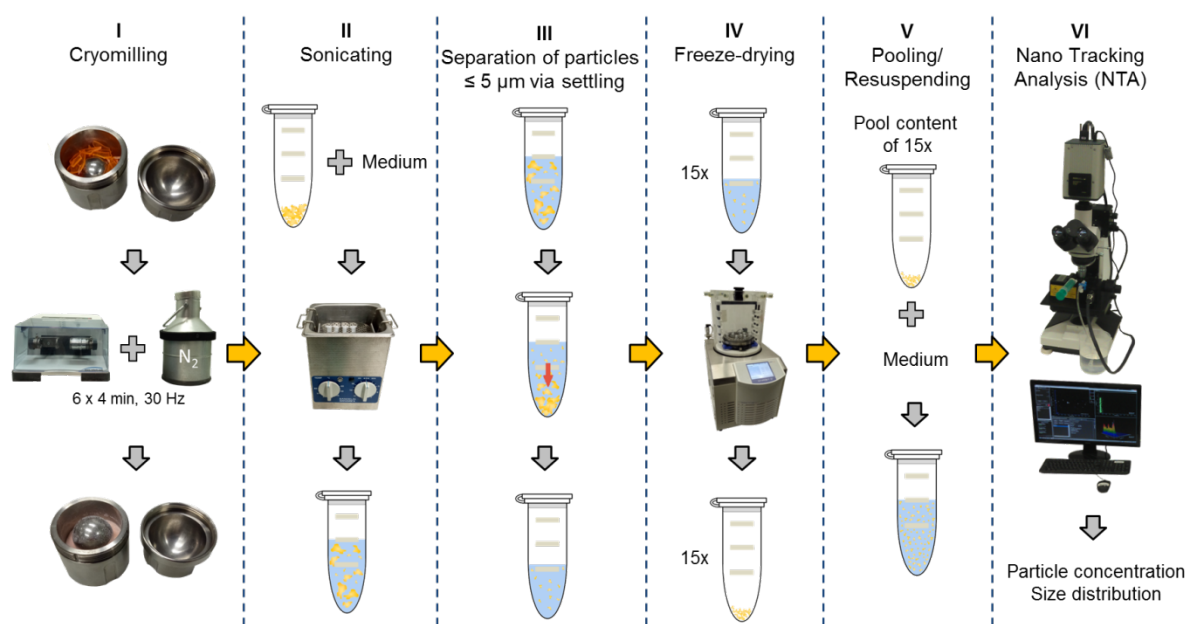 I
Cryomilling
N2
6 x 4 min, 30 Hz
II
Sonicating
Medium
III
Separation of particles
≤ 5 µm via settling
IV
Freeze-drying
15x
15x
V
Pooling/
Resuspending
Pool content
of 15x
Medium
VI
Nano Tracking
Analysis (NTA)
Particle concentration
Size distribution